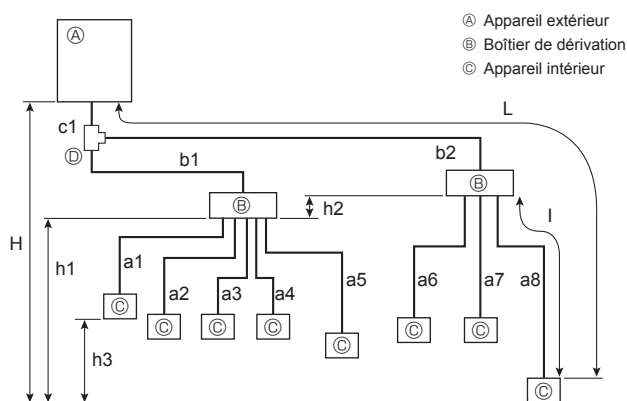 Ⓐ
Ⓐ Appareil extérieur
Ⓑ Boîtier de dérivation
Ⓒ Appareil intérieur
L
c1
Ⓓ
b1
b2
Ⓑ
Ⓑ
h2
H
h1
I
a1
a2
a3
a4
a5
a6
a7
a8
Ⓒ
Ⓒ
Ⓒ
Ⓒ
Ⓒ
Ⓒ
Ⓒ
h3
Ⓒ